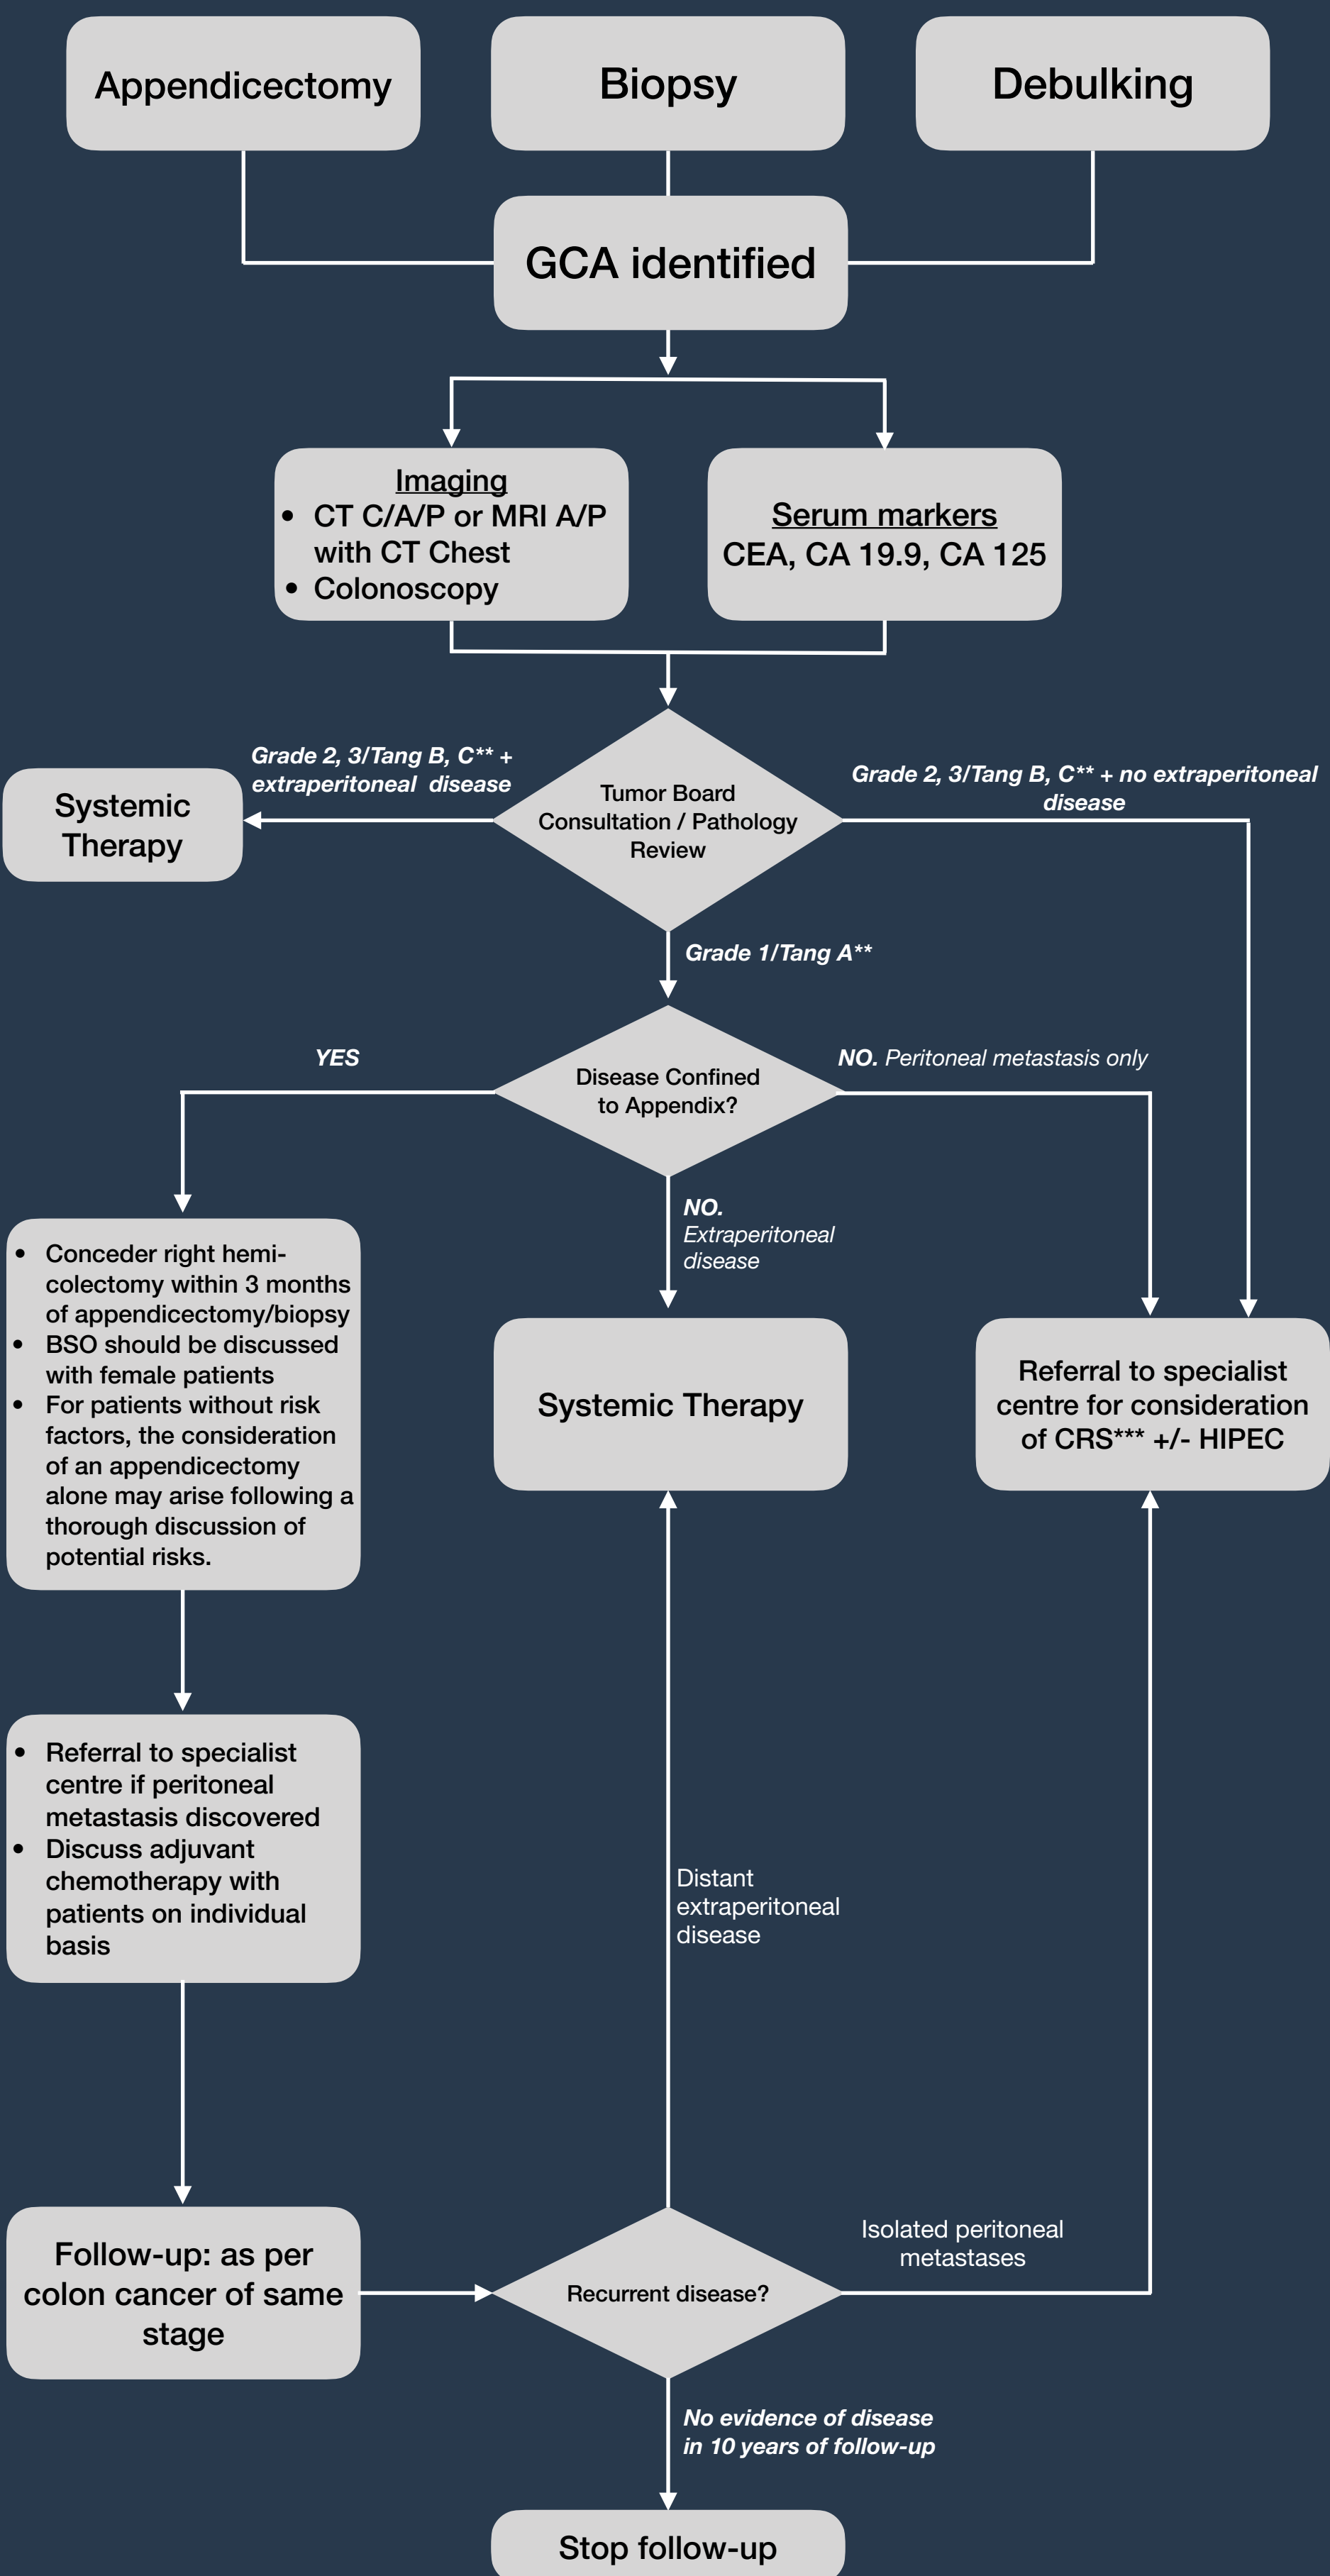 Appendicectomy
Biopsy
Debulking
GCA identified
Imaging
• CT C/A/P or MRI A/P
with CT Chest
• Colonoscopy
Serum markers
CEA, CA 19.9, CA 125
Grade 2, 3/Tang B, C** +
extraperitoneal disease
Grade 2, 3/Tang B, C** + no extraperitoneal
disease
Systemic
Therapy
Tumor Board
Consultation / Pathology
Review
Grade 1/Tang A**
YES
NO. Peritoneal metastasis only
Disease Confined
to Appendix?
NO.
Extraperitoneal
disease
• Conceder right hemi-
colectomy within 3 months
of appendicectomy/biopsy
• BSO should be discussed
with female patients
• For patients without risk
factors, the consideration
of an appendicectomy
alone may arise following a
thorough discussion of
potential risks.
Systemic Therapy
Referral to specialist
centre for consideration
of CRS*** +/- HIPEC
• Referral to specialist
centre if peritoneal
metastasis discovered
• Discuss adjuvant
chemotherapy with
patients on individual
basis
Distant
extraperitoneal
disease
Isolated peritoneal
metastases
Follow-up: as per
colon cancer of same
stage
Recurrent disease?
No evidence of disease
in 10 years of follow-up
Stop follow-up